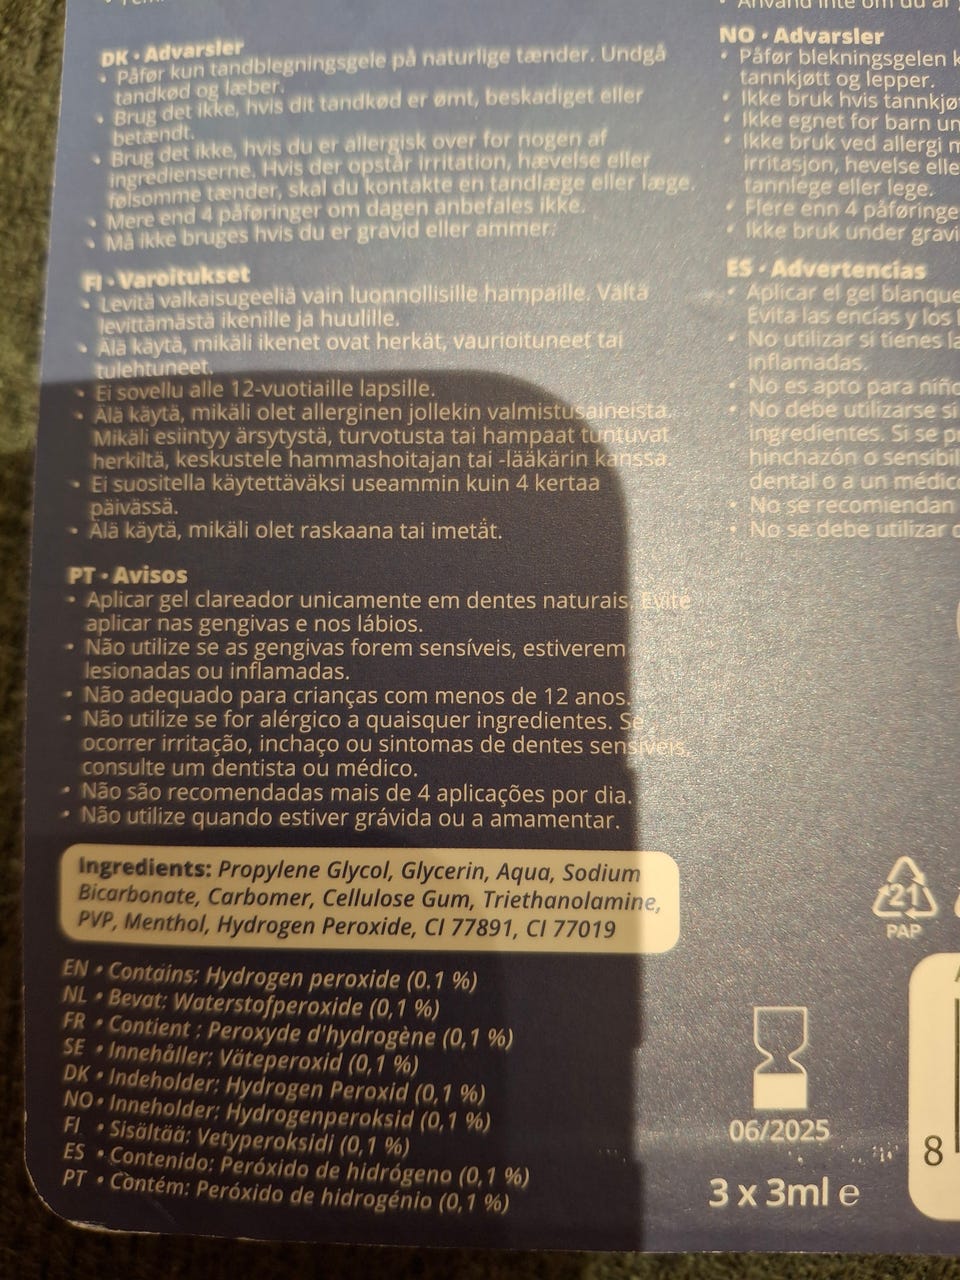 DK • Advarsler
• Påfør kun tandblegningsgele på naturlige tænder. Undgå
tandkød og læber.
• Brug det ikke, hvis dit tandkød er ømt, beskadiget eller
betændt.
• Brug det ikke, hvis du er allergisk over for nogen af
ingredienserne. Hvis der opstår irritation, hævelse eller
følsomme tænder, skal du kontakte en tandlæge eller læge.
• Mere end 4 påføringer om dagen anbefales ikke.
• Må ikke bruges hvis du er gravid eller ammer.
FI • Varoitukset
• Levitä valkaisugeeliä vain luonnollisille hampaille. Vältä
levittämästä ikenille ja huulille.
• Älä käytä, mikäli ikenet ovat herkät, vaurioituneet tai
tulehtuneet.
• Ei sovellu alle 12-vuotiaille lapsille.
• Älä käytä, mikäli olet allerginen jollekin valmistusaineista.
Mikäli esiintyy ärsytystä, turvotusta tai hampaat tuntuvat
herkiltä, keskustele hammashoitajan tai -lääkärin kanssa.
• Ei suositella käytettäväksi useammin kuin 4 kertaa
päivässä.
• Älä käytä, mikäli olet raskaana tai imetät.
PT • Avisos
• Aplicar gel clareador unicamente em dentes naturais. Evite
aplicar nas gengivas e nos lábios.
• Não utilize se as gengivas forem sensíveis, estiverem
lesionadas ou inflamadas.
• Não adequado para crianças com menos de 12 anos.
• Não utilize se for alérgico a quaisquer ingredientes. Se
ocorrer irritação, inchaço ou sintomas de dentes sensíveis,
consulte um dentista ou médico.
• Não são recomendadas mais de 4 aplicações por dia.
• Não utilize quando estiver grávida ou a amamentar.
Ingredients: Propylene Glycol, Glycerin, Aqua, Sodium
Bicarbonate, Carbomer, Cellulose Gum, Triethanolamine,
PVP, Menthol, Hydrogen Peroxide, CI 77891, CI 77019
EN • Contains: Hydrogen peroxide (0.1 %)
NL • Bevat: Waterstofperoxide (0,1 %)
FR • Contient : Peroxyde d'hydrogène (0,1 %)
SE • Innehåller: Väteperoxid (0,1 %)
DK • Indeholder: Hydrogen Peroxid (0,1 %)
NO • Inneholder: Hydrogenperoksid (0,1 %)
FI • Sisältää: Vetyperoksidi (0,1 %)
ES • Contenido: Peróxido de hidrógeno (0,1 %)
PT • Contém: Peróxido de hidrogénio (0,1 %)
• Använd inte om du är
NO • Advarsler
• Påfør blekningsgelen
tannkjøtt og lepper.
• Ikke bruk hvis
• Ikke egnet for barn
• Ikke bruk ved allergi
irritasjon, hevelse
tannlege eller lege.
• Flere enn 4
• Ikke bruk under
ES • Advertencias
• Aplicar el gel
Evita las encías y los
• No utilizar si tienes
inflamadas.
• No es apto para
• No debe utilizarse si
ingredientes. Si se
hinchazón o
dental o a un
• No se recomiendan
• No se debe utilizar
21
PAP
06/2025
3 x 3ml e
8